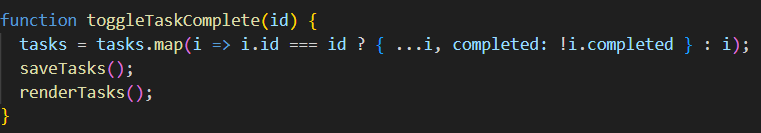 function toggleTaskComplete(id) {
  tasks = tasks.map(i => i.id === id ? { ...i, completed: !i.completed } : i);
  saveTasks();
  renderTasks();
}